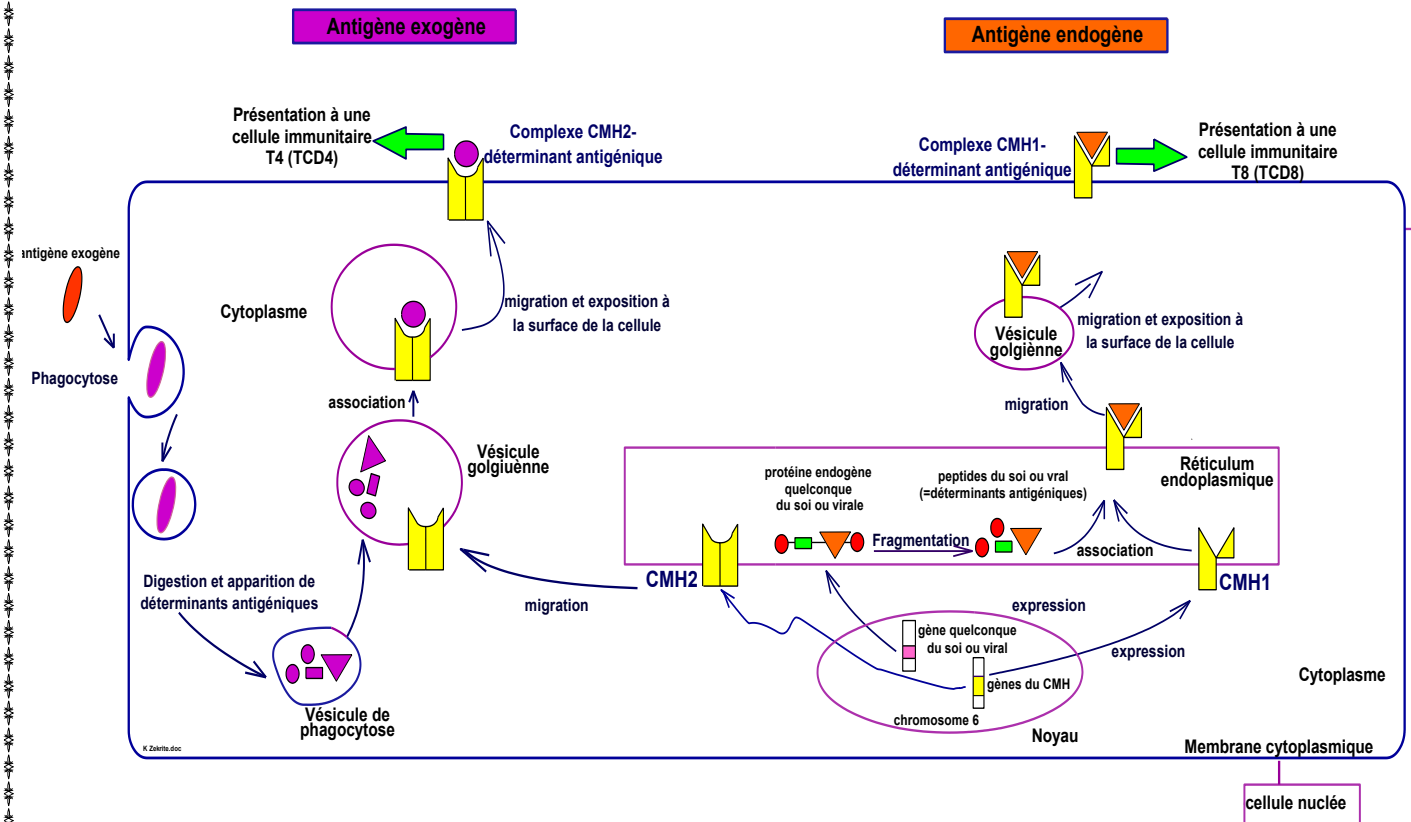 Antigène exogène
Antigène endogène
Présentation à une
cellule immunitaire
T4 (TCD4)
Complexe CMH2-
déterminant antigénique
Complexe CMH1-
déterminant antigénique
Présentation à une
cellule immunitaire
T8 (TCD8)
antigène exogène
Phagocytose
Cytoplasme
migration et exposition à
la surface de la cellule
association
Vésicule
golgiuènne
Vésicule
golgiènne
migration et exposition à
la surface de la cellule
migration
Réticulum
endoplasmique
protéine endogène
quelconque
du soi ou virale
peptides du soi ou vral
(=déterminants antigéniques)
Fragmentation
association
CMH2
CMH1
migration
Digestion et apparition de
déterminants antigéniques
Vésicule de
phagocytose
expression
expression
gène quelconque
du soi ou viral
gènes du CMH
chromosome 6
Noyau
Cytoplasme
Membrane cytoplasmique
cellule nuclée
K Zekrite.doc